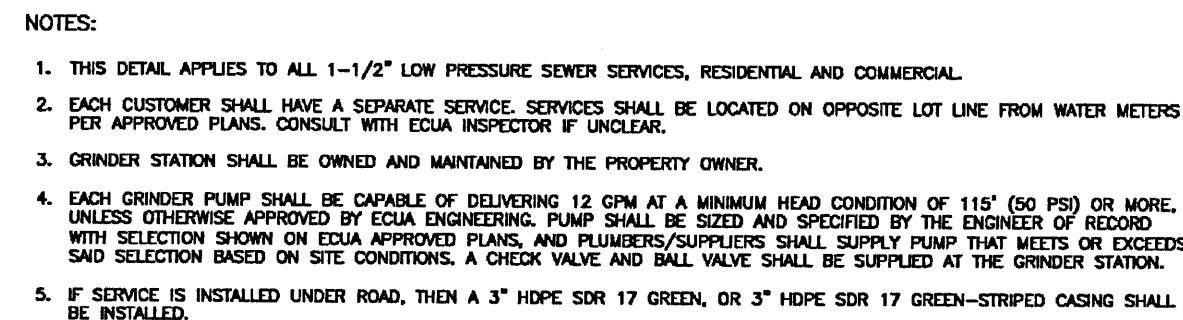 NOTES:
1. THIS DETAIL APPLIES TO ALL 1-1/2" LOW PRESSURE SEWER SERVICES, RESIDENTIAL AND COMMERCIAL.
2. EACH CUSTOMER SHALL HAVE A SEPARATE SERVICE. SERVICES SHALL BE LOCATED ON OPPOSITE LOT LINE FROM WATER METERS
PER APPROVED PLANS. CONSULT WITH ECUA INSPECTOR IF UNCLEAR.
3. GRINDER STATION SHALL BE OWNED AND MAINTAINED BY THE PROPERTY OWNER.
4. EACH GRINDER PUMP SHALL BE CAPABLE OF DELIVERING 12 GPM AT A MINIMUM HEAD CONDITION OF 115' (50 PSI) OR MORE,
UNLESS OTHERWISE APPROVED BY ECUA ENGINEERING. PUMP SHALL BE SIZED AND SPECIFIED BY THE ENGINEER OF RECORD
WITH SELECTION SHOWN ON ECUA APPROVED PLANS, AND PLUMBERS/SUPPLIERS SHALL SUPPLY PUMP THAT MEETS OR EXCEEDS
SAID SELECTION BASED ON SITE CONDITIONS. A CHECK VALVE AND BALL VALVE SHALL BE SUPPLIED AT THE GRINDER STATION.
5. IF SERVICE IS INSTALLED UNDER ROAD, THEN A 3" HDPE SDR 17 GREEN, OR 3" HDPE SDR 17 GREEN-STRIPED CASING SHALL
BE INSTALLED.